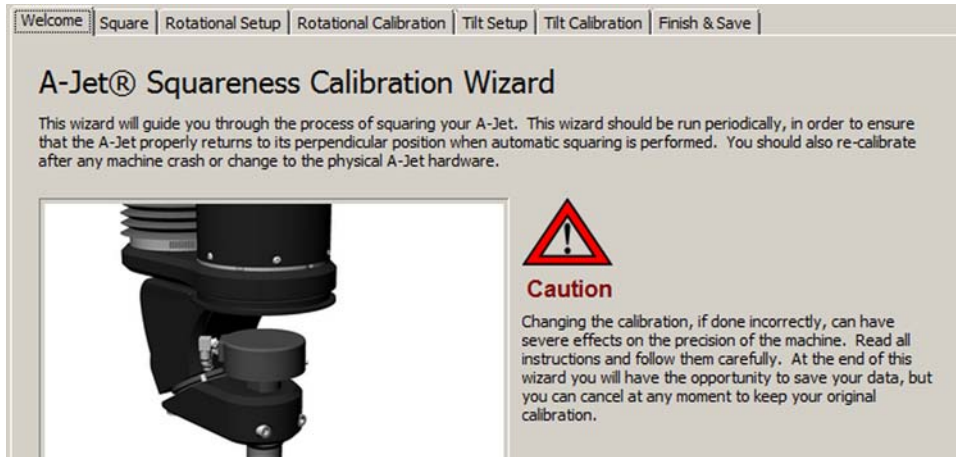 Welcome Square Rotational Setup Rotational Calibration Tilt Setup Tilt Calibration Finish & Save
A-Jet® Squareness Calibration Wizard
This wizard will guide you through the process of squaring your A-Jet. This wizard should be run periodically, in order to ensure
that the A-Jet properly returns to its perpendicular position when automatic squaring is performed. You should also re-calibrate
after any machine crash or change to the physical A-Jet hardware.
Caution
Changing the calibration, if done incorrectly, can have
severe effects on the precision of the machine. Read all
instructions and follow them carefully. At the end of this
wizard you will have the opportunity to save your data, but
you can cancel at any moment to keep your original
calibration.